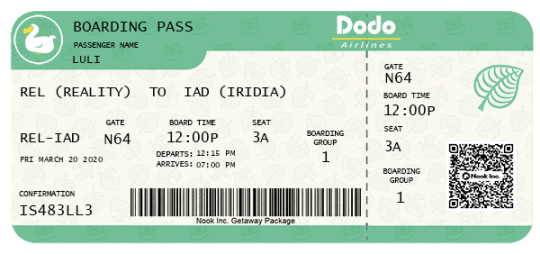 BOARDING PASS
PASSENGER NAME
LULI
Dodo
Airlines
REL (REALITY) TO IAD (IRIDIA)
REL-IAD
FRI MARCH 20 2020
GATE
N64
BOARD TIME
12:00P
DEPARTS: 12:15 PM
ARRIVES: 07:00 PM
SEAT
3A
BOARDING
GROUP
1
CONFIRMATION
IS483LL3
Nook Inc. Getaway Package
GATE
N64
BOARD TIME
12:00P
SEAT
3A
BOARDING
GROUP
1
Nook Inc.